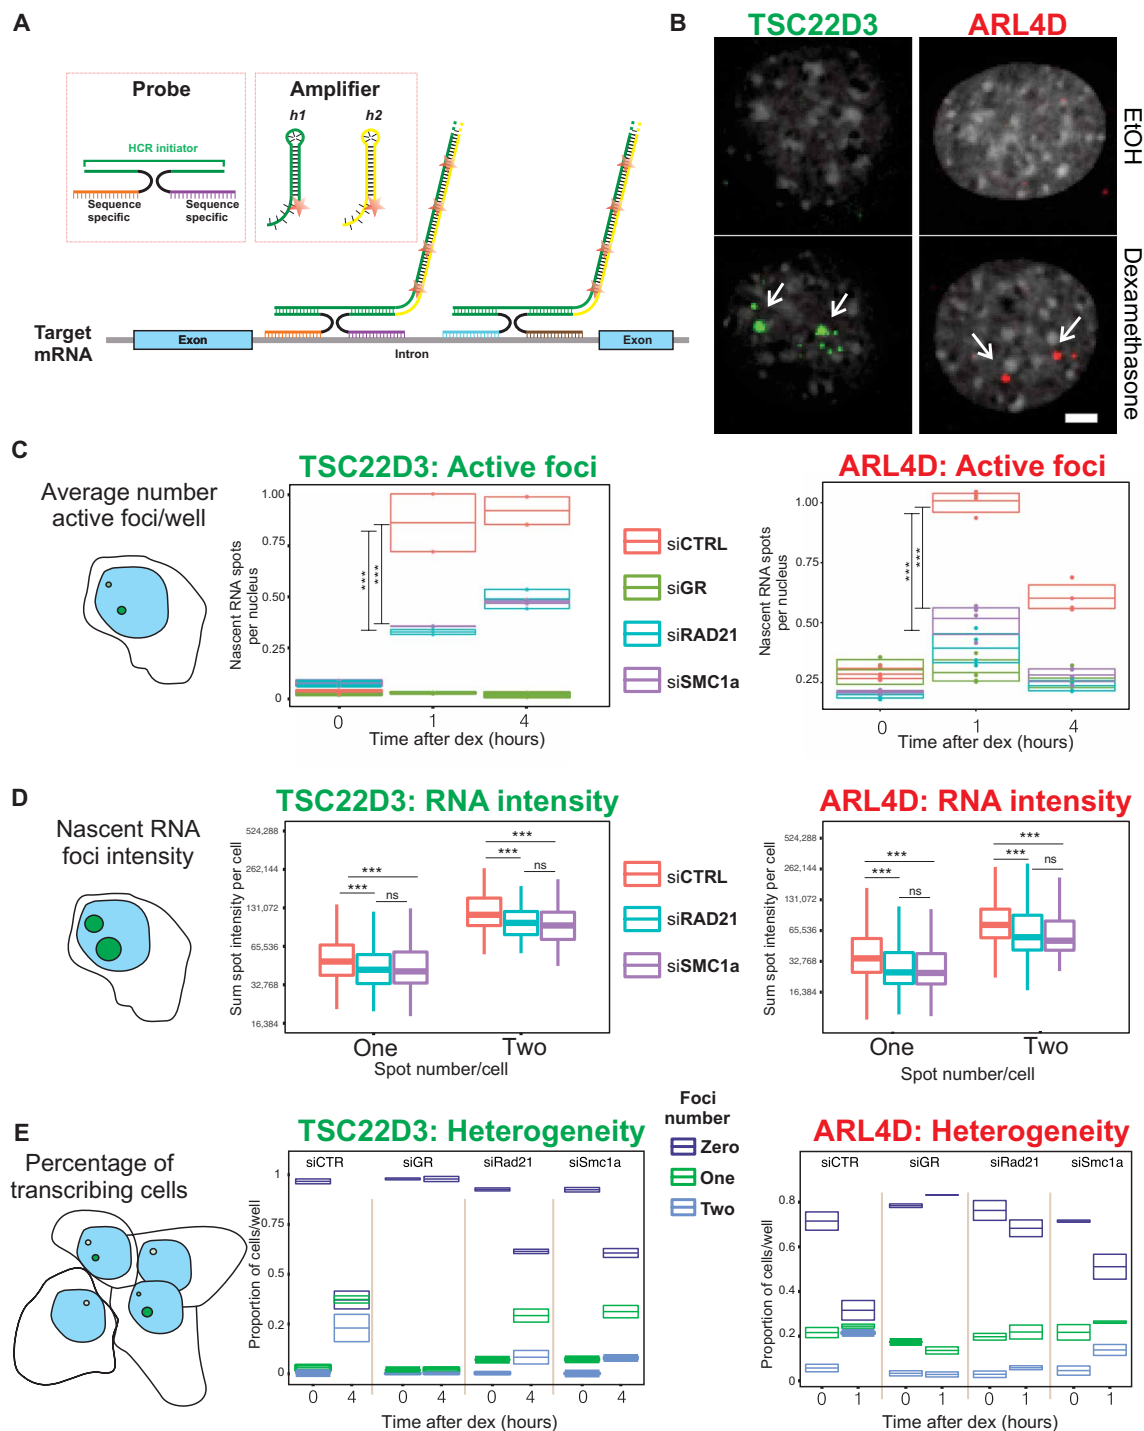 A
Probe
HCR initiator
Sequence specific
Sequence specific
Amplifier
h1
h2
Target mRNA
Exon
Intron
Exon
B
TSC22D3
ARL4D
EtOH
Dexamethasone
C
Average number active foci/well
TSC22D3: Active foci
Nascent RNA spots per nucleus
1.00
0.75
0.50
0.25
0
***
***
0
1
4
Time after dex (hours)
siCTRL
siGR
siRAD21
siSMC1a
ARL4D: Active foci
Nascent RNA spots per nucleus
1.00
0.75
0.50
0.25
***
***
0
1
4
Time after dex (hours)
D
Nascent RNA foci intensity
TSC22D3: RNA intensity
Sum spot intensity per cell
524,288
262,144
131,072
65,536
32,768
16,384
***
***
ns
***
***
ns
One
Two
Spot number/cell
siCTRL
siRAD21
siSMC1a
ARL4D: RNA intensity
Sum spot intensity per cell
524,288
262,144
131,072
65,536
32,768
16,384
***
***
ns
***
***
ns
One
Two
Spot number/cell
E
Percentage of transcribing cells
TSC22D3: Heterogeneity
Proportion of cells/well
1
0.75
0.4
0.2
0
siCTR
siGR
siRad21
siSmc1a
0 4 0 4 0 4 0 4
Time after dex (hours)
Foci number
Zero
One
Two
ARL4D: Heterogeneity
Proportion of cells/well
0.8
0.6
0.4
0.2
0
siCTR
siGR
siRad21
siSmc1a
0 1 0 1 0 1 0 1
Time after dex (hours)